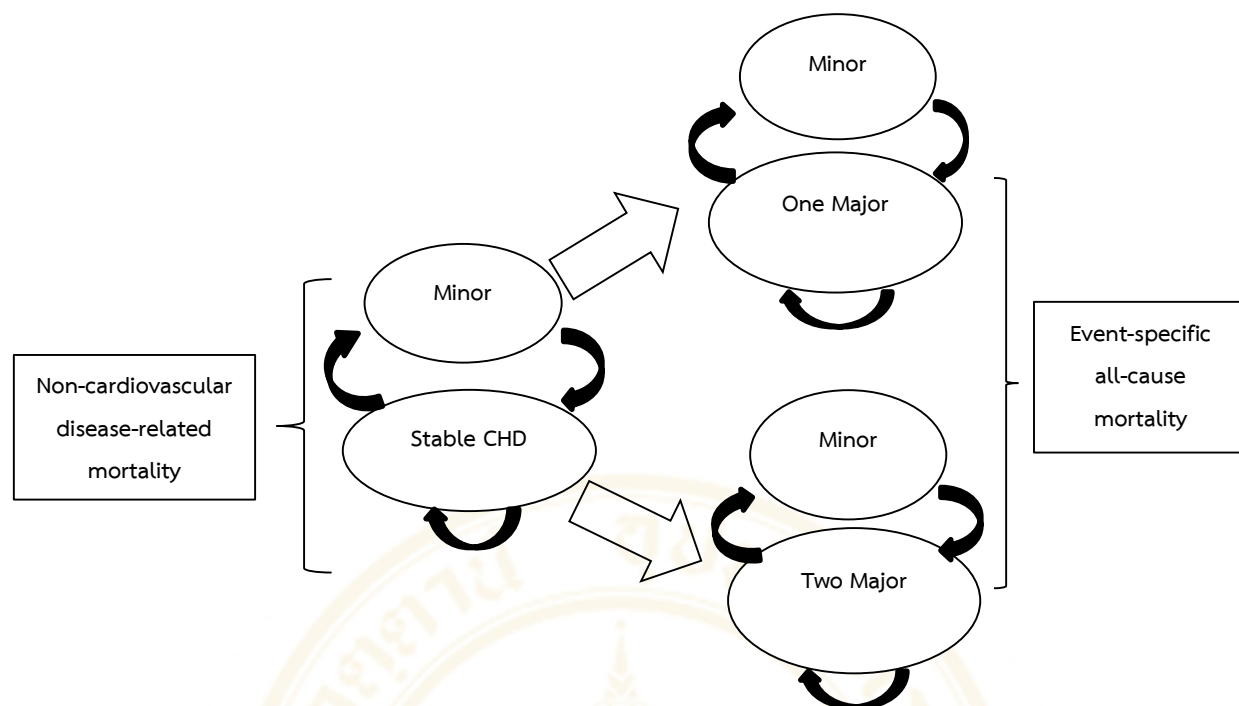 Minor
One Major
Minor
Stable CHD
Non-cardiovascular
disease-related
mortality
Event-specific
all-cause
mortality
Minor
Two Major